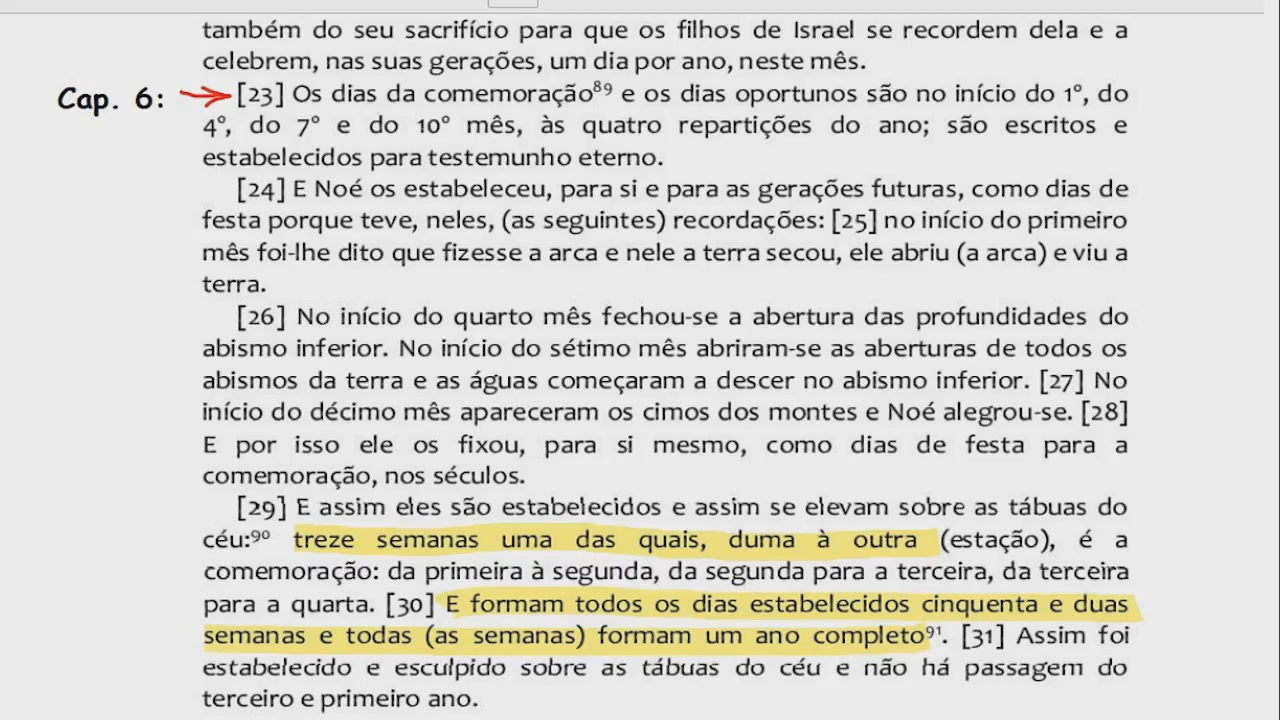 também do seu sacrifício para que os filhos de Israel se recordem dela e a
celebrem, nas suas gerações, um dia por ano, neste mês.
Cap. 6: [23] Os dias da comemoração⁸⁹ e os dias oportunos são no início do 1º, do
4º, do 7º e do 10º mês, às quatro repartições do ano; são escritos e
estabelecidos para testemunho eterno.
[24] E Noé os estabeleceu, para si e para as gerações futuras, como dias de
festa porque teve, neles, (as seguintes) recordações: [25] no início do primeiro
mês foi-lhe dito que fizesse a arca e nele a terra secou, ele abriu (a arca) e viu a
terra.
[26] No início do quarto mês fechou-se a abertura das profundidades do
abismo inferior. No início do sétimo mês abriram-se as aberturas de todos os
abismos da terra e as águas começaram a descer no abismo inferior. [27] No
início do décimo mês apareceram os cimos dos montes e Noé alegrou-se. [28]
E por isso ele os fixou, para si mesmo, como dias de festa para a
comemoração, nos séculos.
[29] E assim eles são estabelecidos e assim se elevam sobre as tábuas do
céu:⁹⁰ treze semanas uma das quais, duma à outra (estação), é a
comemoração: da primeira à segunda, da segunda para a terceira, da terceira
para a quarta. [30] E formam todos os dias estabelecidos cinquenta e duas
semanas e todas (as semanas) formam um ano completo⁹¹. [31] Assim foi
estabelecido e esculpido sobre as tábuas do céu e não há passagem do
terceiro e primeiro ano.